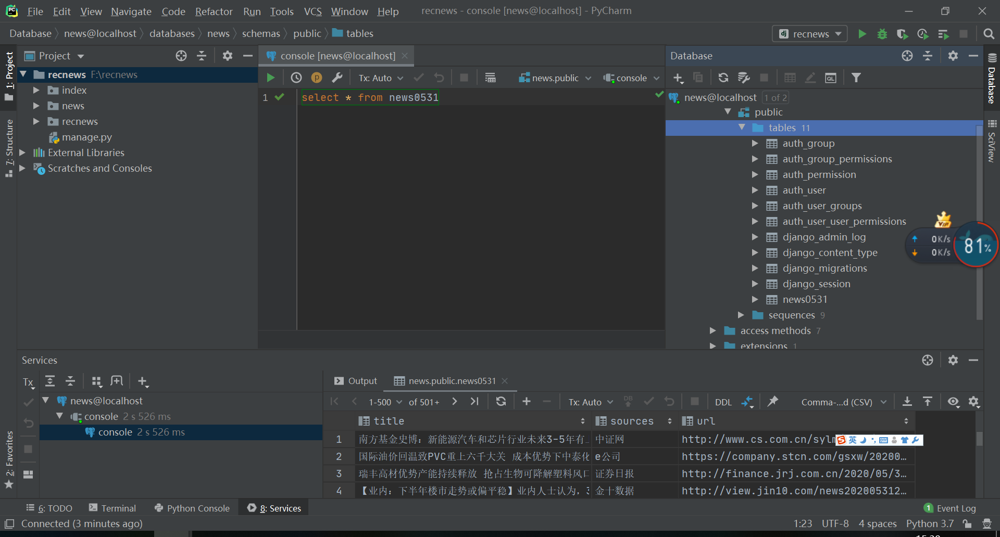 File Edit View Navigate Code Refactor Run Tools VCS Window Help recnews - console [news@localhost] - PyCharm
Database news@localhost databases news schemas public tables dj recnews
1: Project
7: Structure
2: Favorites
Project
recnews F:\recnews
index
news
recnews
manage.py
External Libraries
Scratches and Consoles
console [news@localhost]
Tx: Auto news.public console
1 select * from news0531
Database
QL
news@localhost 1 of 2
public
tables 11
auth_group
auth_group_permissions
auth_permission
auth_user
auth_user_groups
auth_user_user_permissions
django_admin_log
django_content_type
django_migrations
django_session
news0531
sequences 9
access methods 7
extensions 1
Database
SciView
VIP
0K/s
0K/s
81%
Services
Tx
news@localhost
console 2 s 526 ms
console 2 s 526 ms
Output news.public.news0531
1-500 of 501+ Tx: Auto DB DDL Comma-...d (CSV)
title sources url
1 南方基金史博：新能源汽车和芯片行业未来3-5年有… 中证网 http://www.cs.com.cn/sylm
2 国际油价回温致PVC重上六千大关 成本优势下中泰化 e公司 https://company.stcn.com/gsxw/20200…
3 瑞丰高材优势产能持续释放 抢占生物可降解塑料风口 证券日报 http://finance.jrj.com.cn/2020/05/3…
4 【业内：下半年楼市走势或偏平稳】业内人士认为， 金十数据 http://view.jin10.com/news202005312…
英
6: TODO Terminal Python Console 8: Services 1 Event Log
Connected (3 minutes ago) 1:23 UTF-8 4 spaces Python 3.7